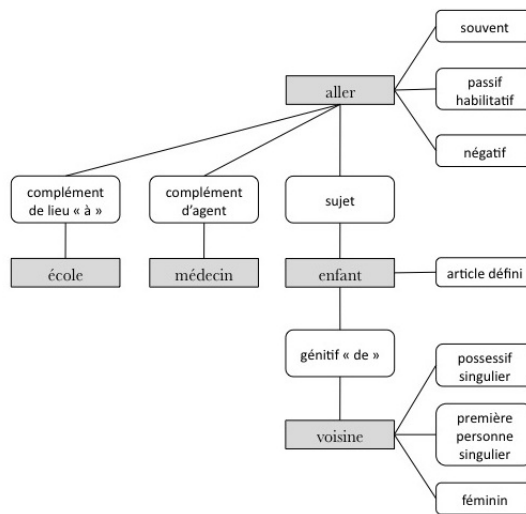 souvent
aller
passif
habilitatif
négatif
complément
de lieu « à »
complément
d'agent
sujet
école
médecin
enfant
article défini
génitif « de »
possessif
singulier
voisine
première
personne
singulier
féminin